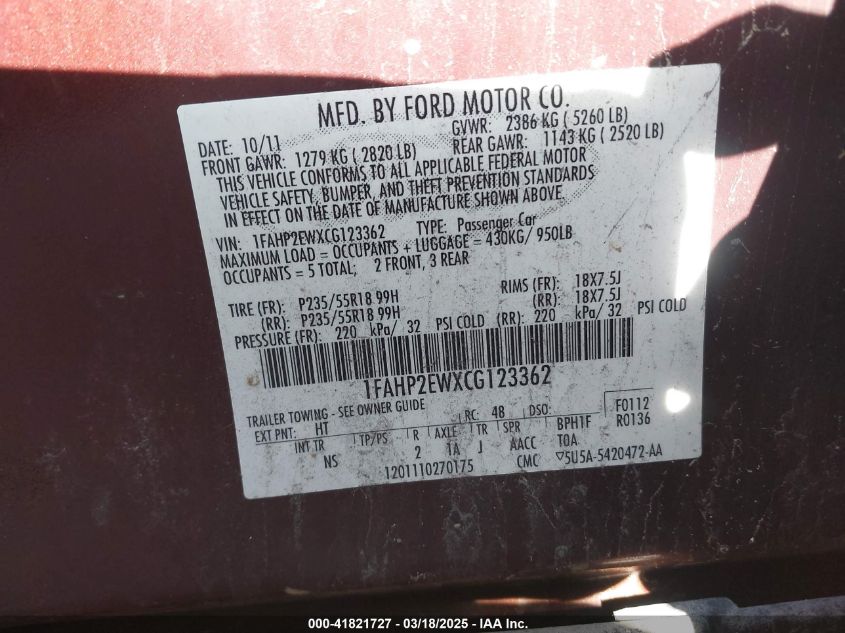 MFD. BY FORD MOTOR CO.
DATE: 10/11 GVWR: 2386 KG ( 5260 LB)
FRONT GAWR: 1279 KG ( 2820 LB) REAR GAWR: 1143 KG ( 2520 LB)
THIS VEHICLE CONFORMS TO ALL APPLICABLE FEDERAL MOTOR
VEHICLE SAFETY, BUMPER, AND THEFT PREVENTION STANDARDS
IN EFFECT ON THE DATE OF MANUFACTURE SHOWN ABOVE.
VIN: 1FAHP2EWXCG123362 TYPE: Passenger Car
MAXIMUM LOAD = OCCUPANTS + LUGGAGE = 430KG/ 950LB
OCCUPANTS = 5 TOTAL; 2 FRONT, 3 REAR
TIRE (FR): P235/55R18 99H RIMS (FR): 18X7.5J
(RR): P235/55R18 99H (RR): 18X7.5J
PRESSURE (FR): 220 kPa/ 32 PSI COLD (RR): 220 kPa/ 32 PSI COLD
1FAHP2EWXCG123362
TRAILER TOWING - SEE OWNER GUIDE
EXT PNT: HT RC: 48 DSO: F0112
INT TR TP/PS R AXLE TR SPR BPH1F R0136
NS 2 1A J AACC TOA
1201110270175 CMC ▽5U5A-5420472-AA
000-41821727 - 03/18/2025 - IAA Inc.